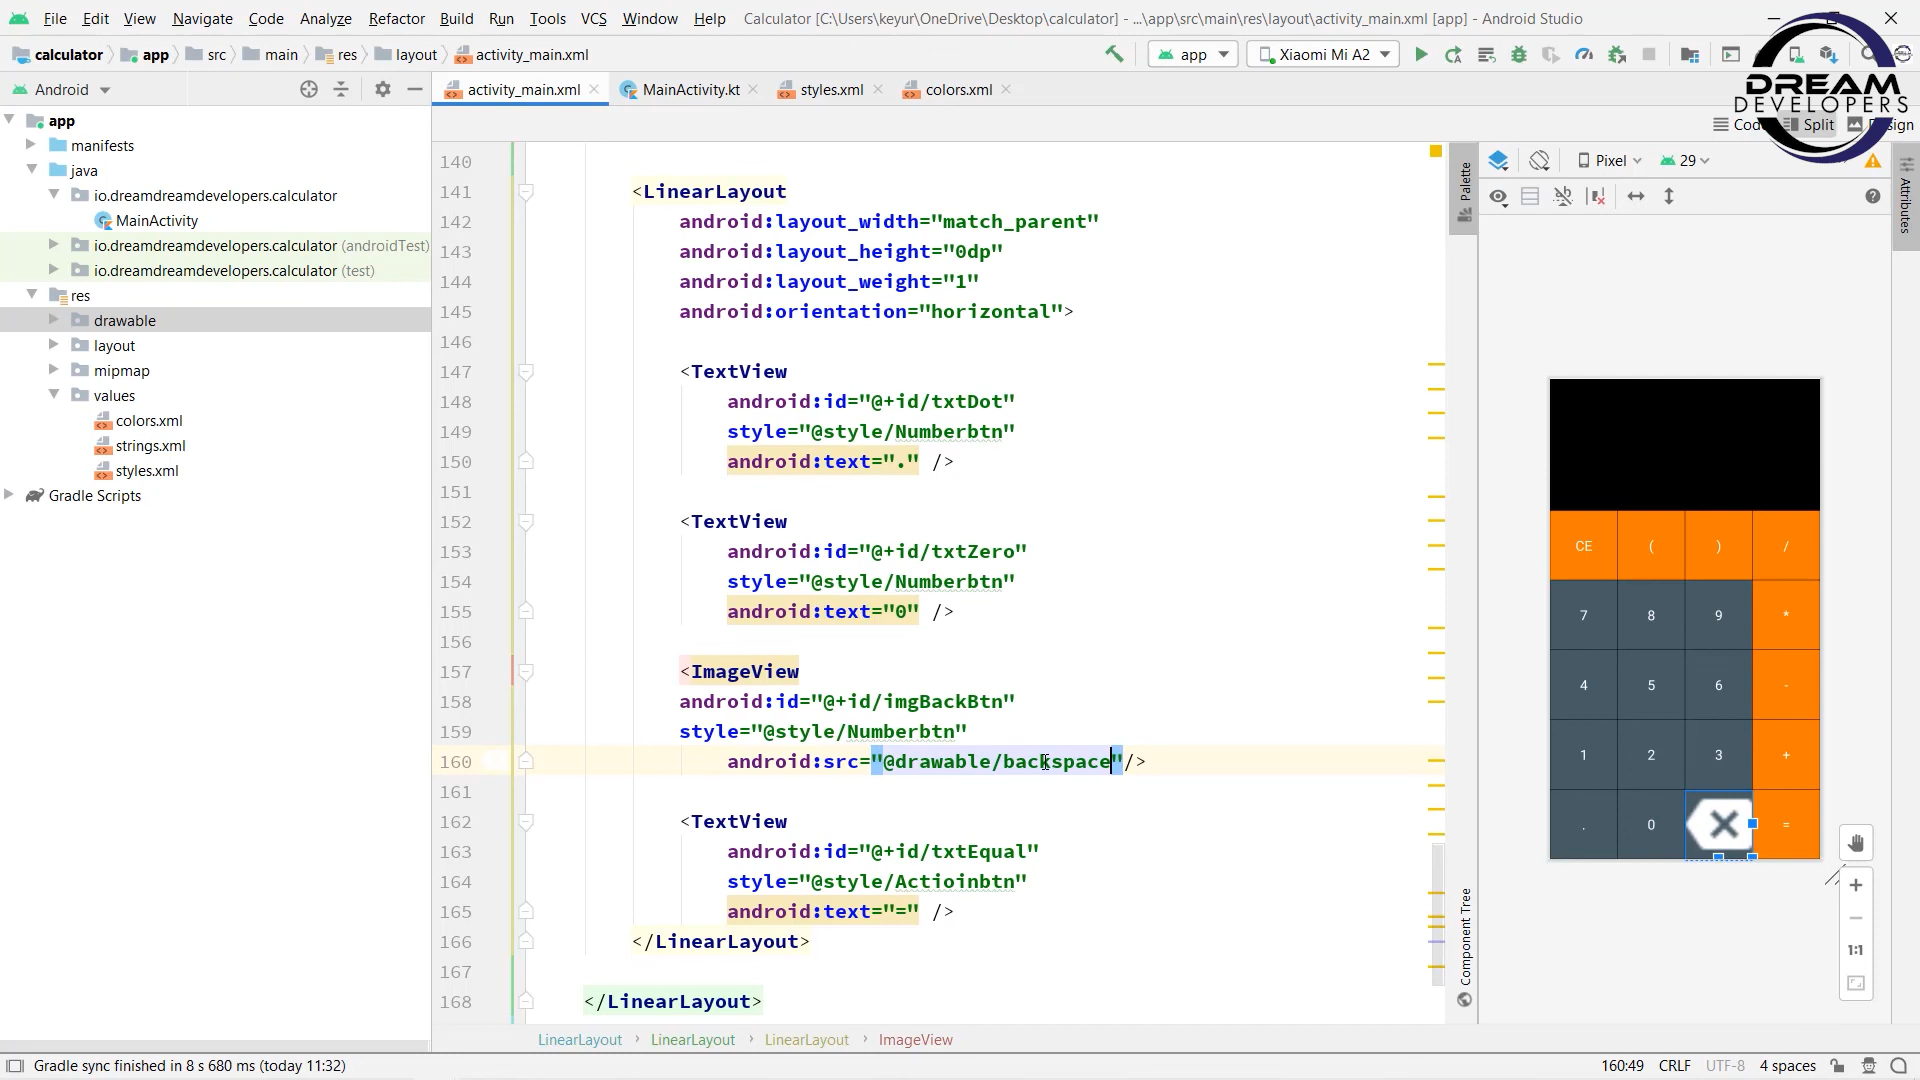 File Edit View Navigate Code Analyze Refactor Build Run Tools VCS Window Help Calculator [C:\Users\keyur\OneDrive\Desktop\calculator] - ...\app\src\main\res\layout\activity_main.xml [app] - Android Studio
calculator app src main res layout activity_main.xml app Xiaomi Mi A2
DREAM
DEVELOPERS
Android activity_main.xml MainActivity.kt styles.xml colors.xml
Split
app
manifests
java
io.dreamdreamdevelopers.calculator
MainActivity
io.dreamdreamdevelopers.calculator (androidTest)
io.dreamdreamdevelopers.calculator (test)
res
drawable
layout
mipmap
values
colors.xml
strings.xml
styles.xml
Gradle Scripts
140
141 <LinearLayout
142 android:layout_width="match_parent"
143 android:layout_height="0dp"
144 android:layout_weight="1"
145 android:orientation="horizontal">
146
147 <TextView
148 android:id="@+id/txtDot"
149 style="@style/Numberbtn"
150 android:text="." />
151
152 <TextView
153 android:id="@+id/txtZero"
154 style="@style/Numberbtn"
155 android:text="0" />
156
157 <ImageView
158 android:id="@+id/imgBackBtn"
159 style="@style/Numberbtn"
160 android:src="@drawable/backspace"/>
161
162 <TextView
163 android:id="@+id/txtEqual"
164 style="@style/Actioinbtn"
165 android:text="=" />
166 </LinearLayout>
167
168 </LinearLayout>
LinearLayout › LinearLayout › LinearLayout › ImageView
Palette
Component Tree
Pixel 29
Attributes
CE ( ) /
7 8 9 *
4 5 6 -
1 2 3 +
. 0 =
1:1
Gradle sync finished in 8 s 680 ms (today 11:32) 160:49 CRLF UTF-8 4 spaces